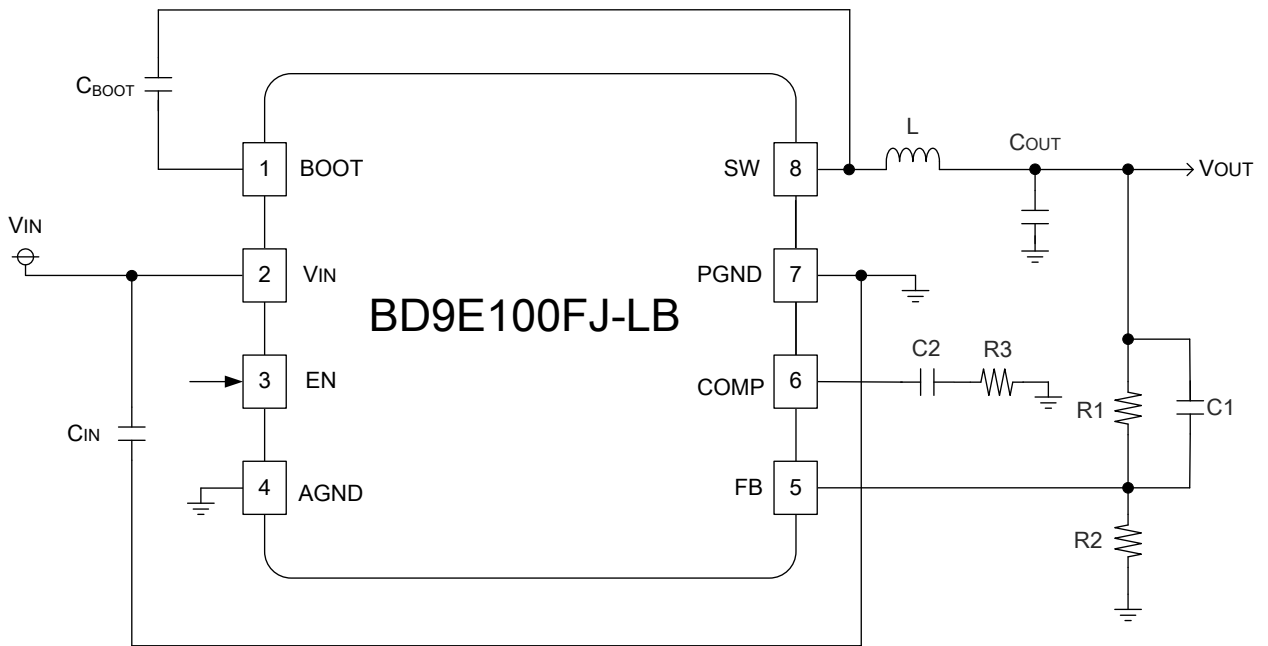 CBOOT
1 BOOT
SW 8
L
COUT
VOUT
VIN
2 VIN
PGND 7
BD9E100FJ-LB
3 EN
COMP 6
C2
R3
R1
C1
CIN
4 AGND
FB 5
R2